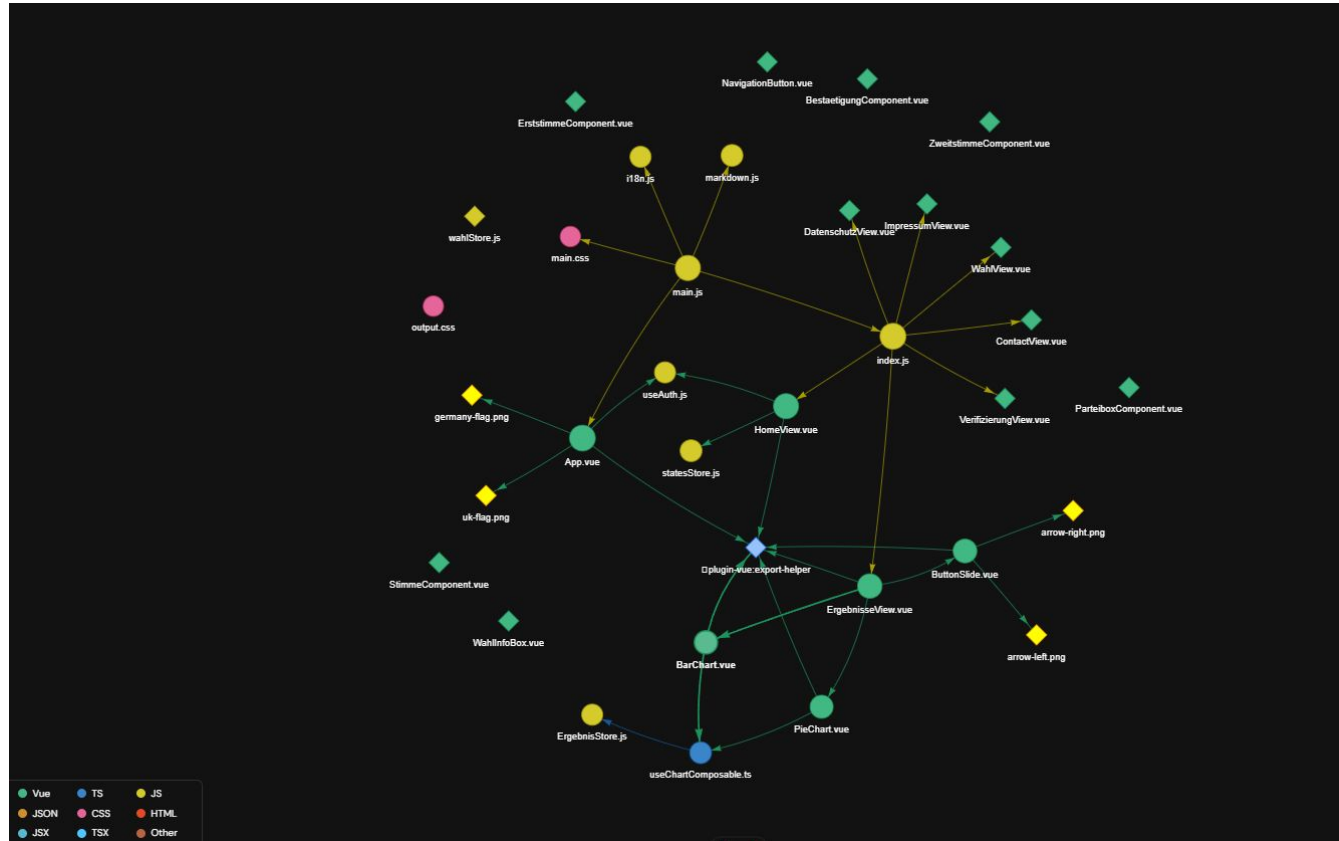 NavigationButton.vue
BestaetigungComponent.vue
ErststimmeComponent.vue
ZweitstimmeComponent.vue
i18n.js
markdown.js
DatenschutzView.vue
ImpressumView.vue
wahlStore.js
main.css
WahlView.vue
main.js
output.css
ContactView.vue
index.js
useAuth.js
germany-flag.png
ParteiboxComponent.vue
VerifizierungView.vue
HomeView.vue
App.vue
statesStore.js
uk-flag.png
arrow-right.png
plugin-vue:export-helper
ButtonSlide.vue
StimmeComponent.vue
ErgebnisseView.vue
WahlInfoBox.vue
arrow-left.png
BarChart.vue
PieChart.vue
ErgebnisStore.js
useChartComposable.ts
Vue TS JS
JSON CSS HTML
JSX TSX Other